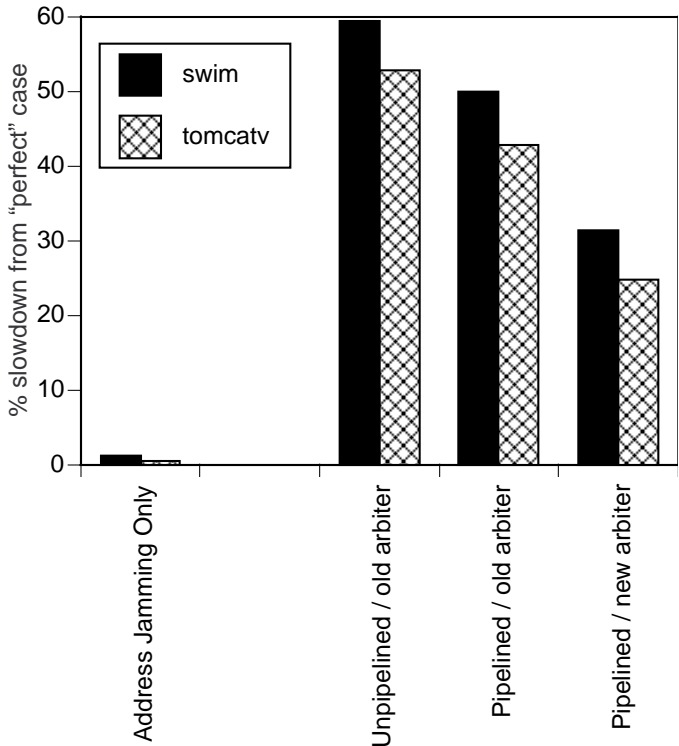 % slowdown from “perfect” case
60
50
40
30
20
10
0
swim
tomcatv
Address Jamming Only
Unpipelined / old arbiter
Pipelined / old arbiter
Pipelined / new arbiter